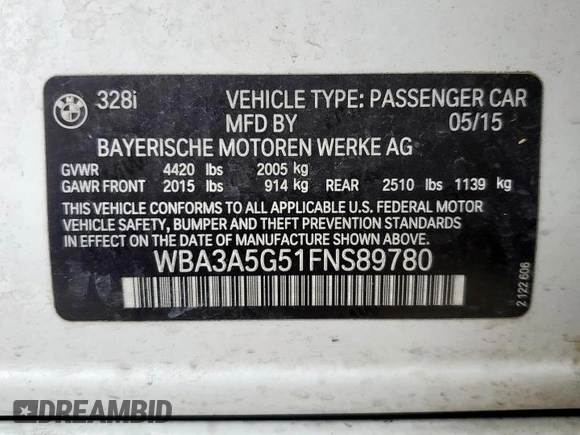 BMW
328i VEHICLE TYPE: PASSENGER CAR
MFD BY 05/15
BAYERISCHE MOTOREN WERKE AG
GVWR 4420 lbs 2005 kg
GAWR FRONT 2015 lbs 914 kg REAR 2510 lbs 1139 kg
THIS VEHICLE CONFORMS TO ALL APPLICABLE U.S. FEDERAL MOTOR
VEHICLE SAFETY, BUMPER AND THEFT PREVENTION STANDARDS
IN EFFECT ON THE DATE OF MANUFACTURE SHOWN ABOVE.
WBA3A5G51FNS89780
2 122 606
DREAMBID